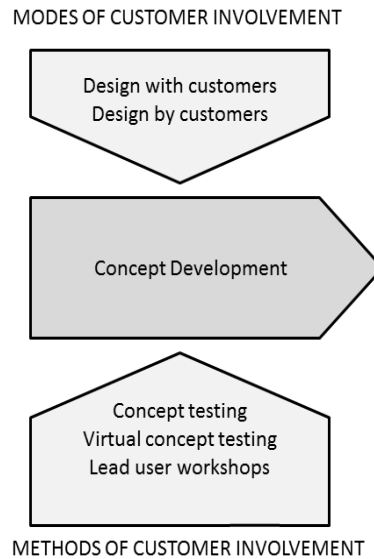 MODES OF CUSTOMER INVOLVEMENT
Design with customers
Design by customers
Concept Development
Concept testing
Virtual concept testing
Lead user workshops
METHODS OF CUSTOMER INVOLVEMENT